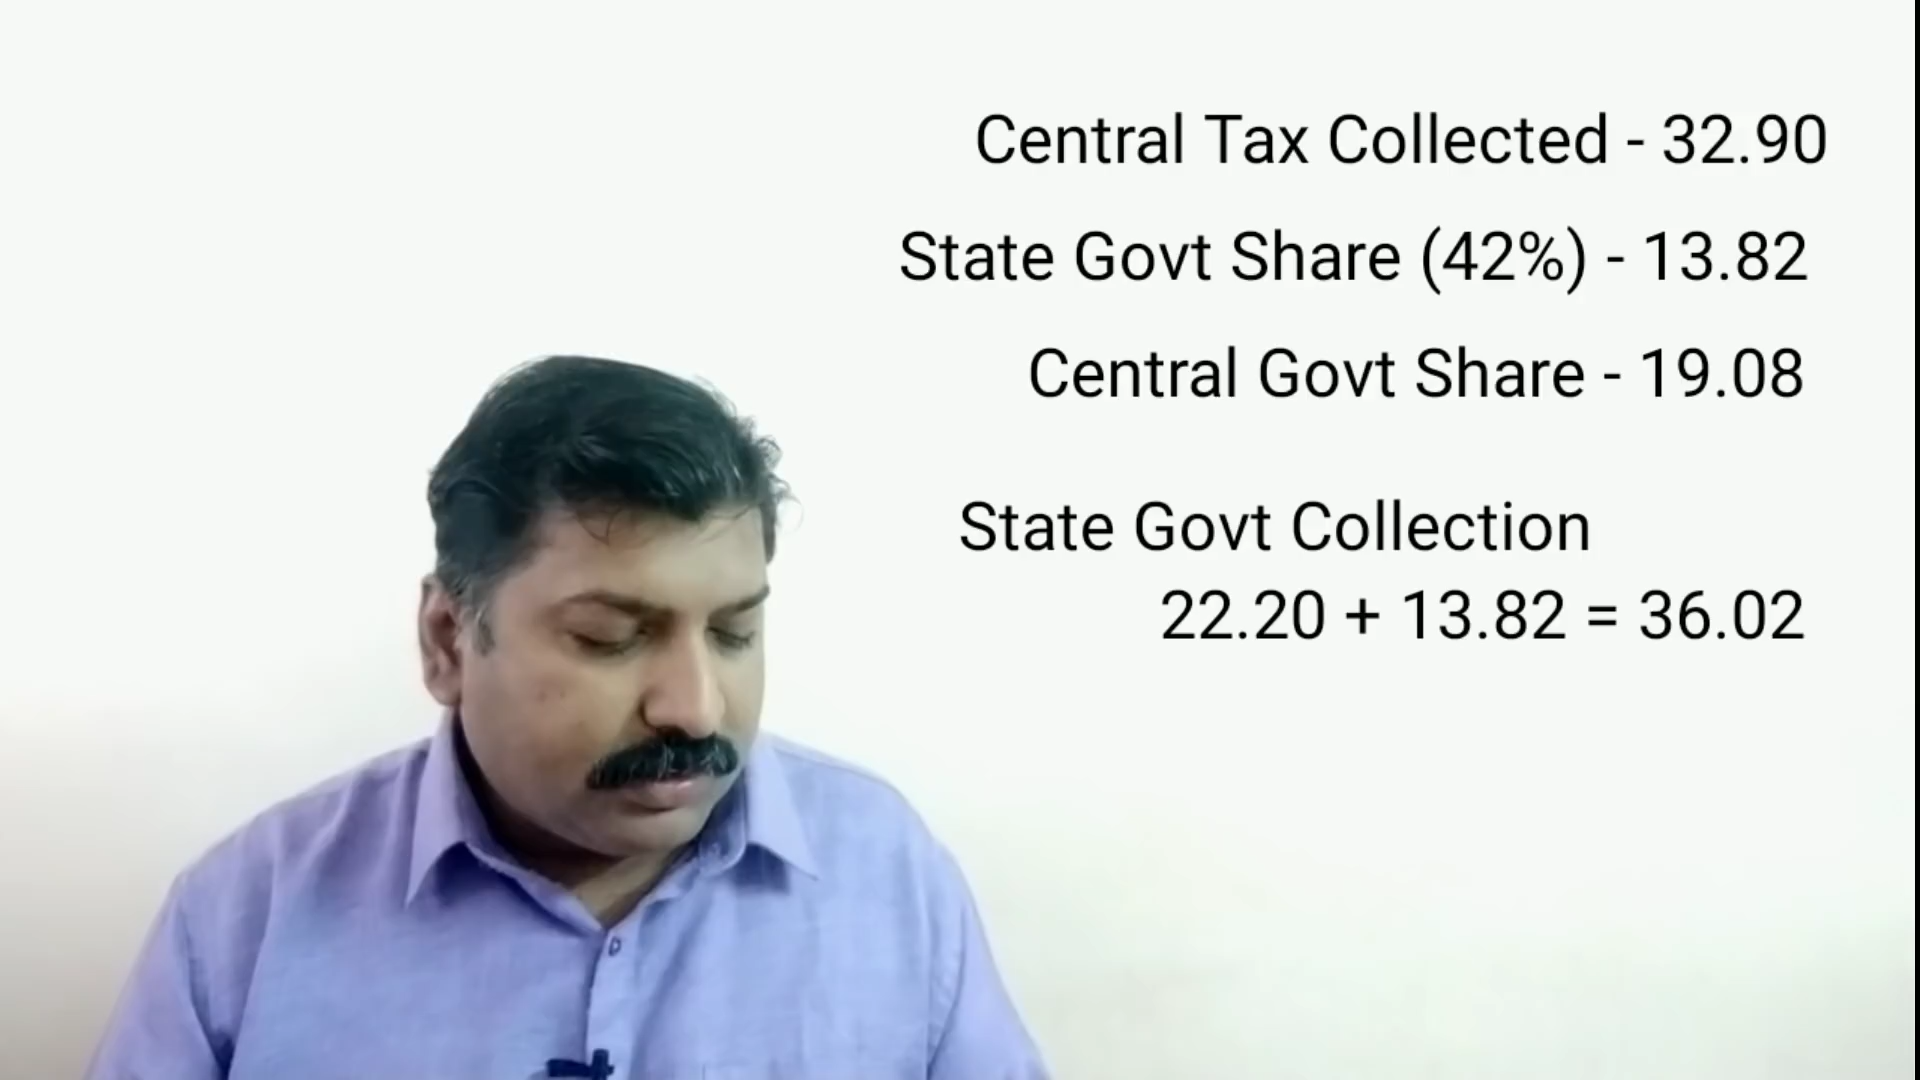 Central Tax Collected - 32.90
State Govt Share (42%) - 13.82
Central Govt Share - 19.08
State Govt Collection
22.20 + 13.82 = 36.02